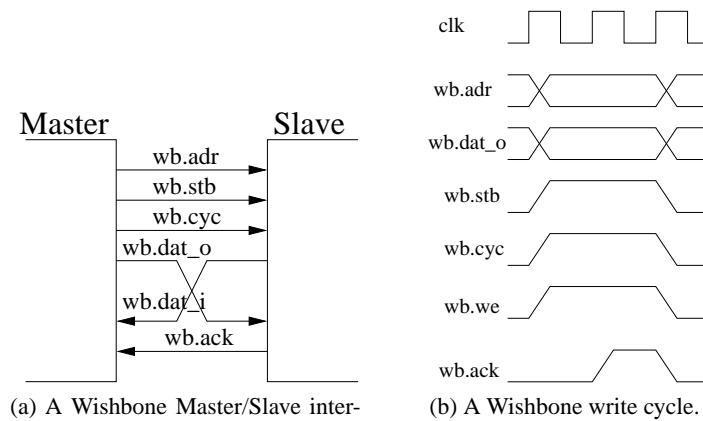 Master
Slave
wb.adr
wb.stb
wb.cyc
wb.dat_o
wb.dat_i
wb.ack
(a) A Wishbone Master/Slave inter-
clk
wb.adr
wb.dat_o
wb.stb
wb.cyc
wb.we
wb.ack
(b) A Wishbone write cycle.